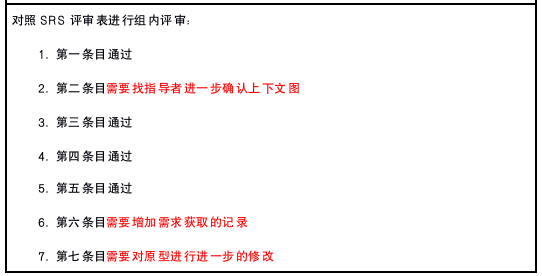 对照 SRS 评审表进行组内评审:
1. 第一条目通过
2. 第二条目需要找指导者进一步确认上下文图
3. 第三条目通过
4. 第四条目通过
5. 第五条目通过
6. 第六条目需要增加需求获取的记录
7. 第七条目需要对原型进行进一步的修改